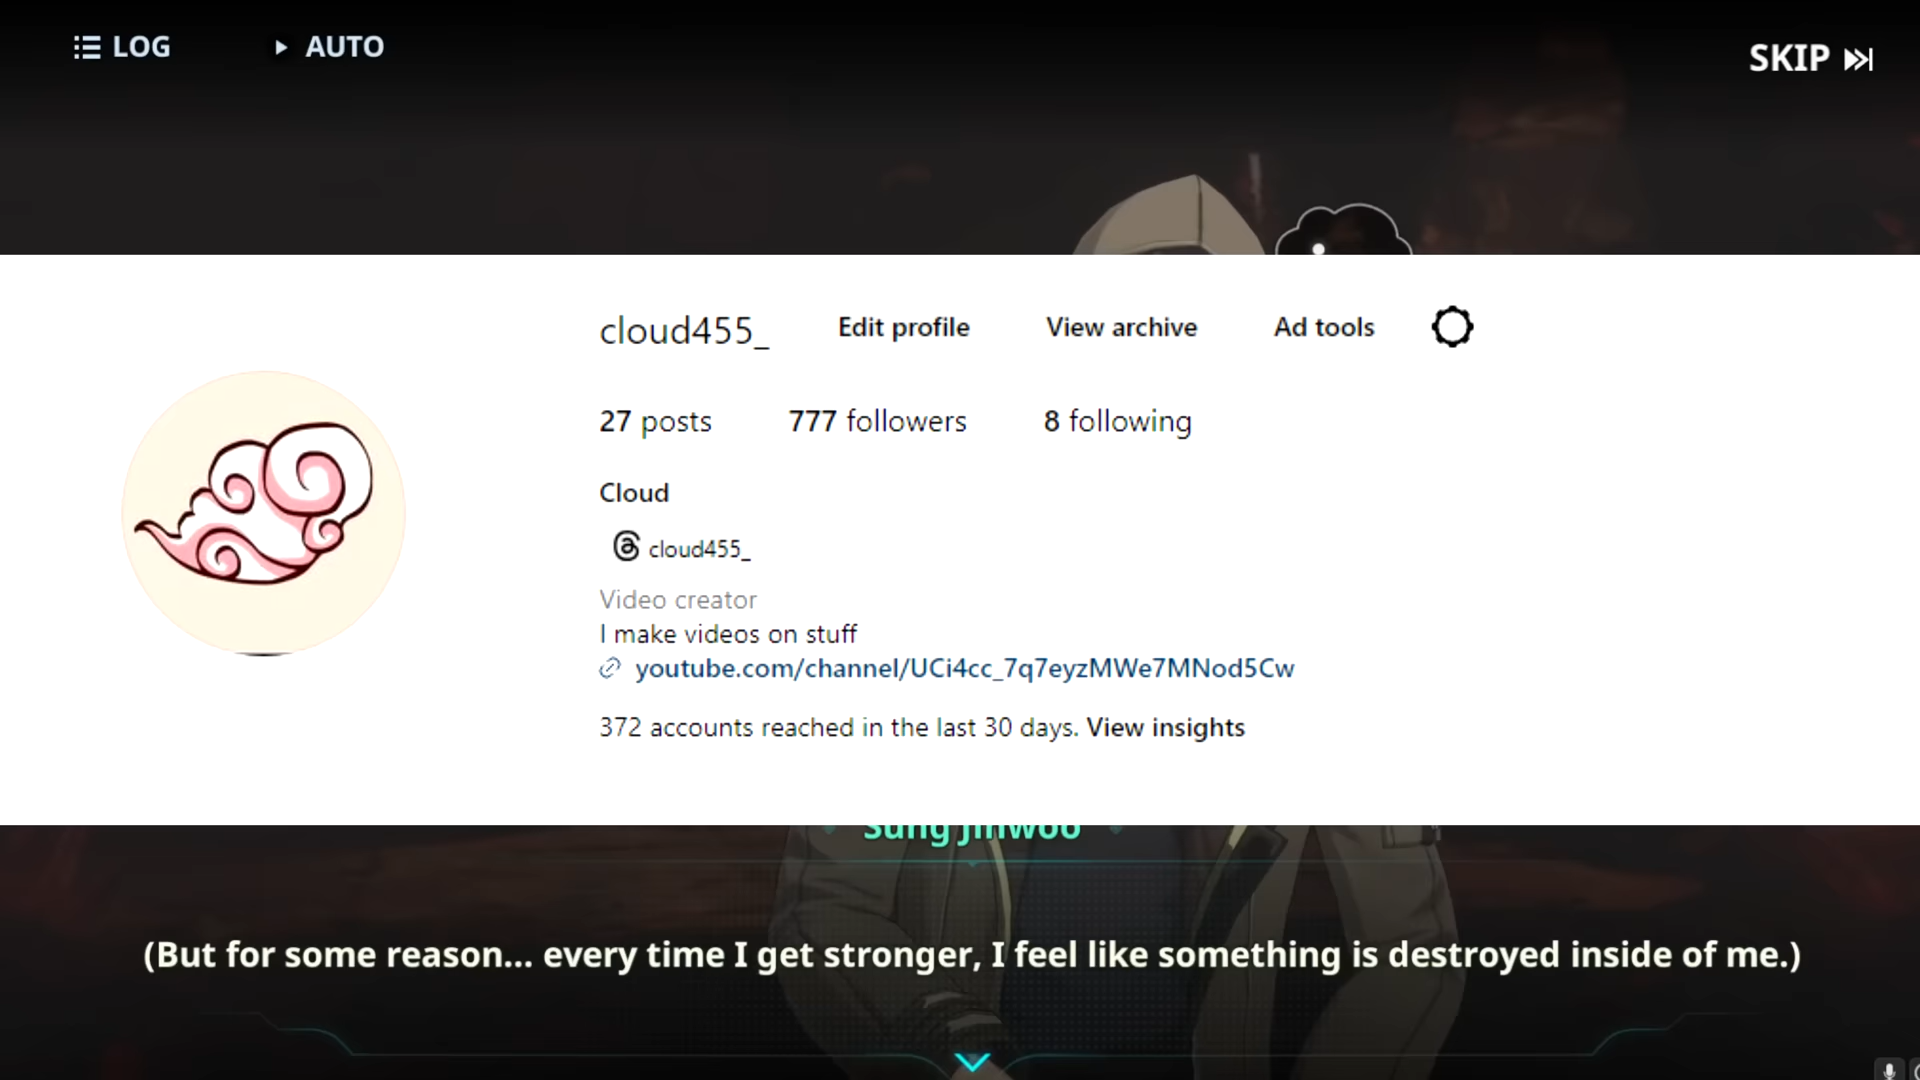 LOG
AUTO
SKIP
cloud455_
Edit profile
View archive
Ad tools
27 posts
777 followers
8 following
Cloud
cloud455_
Video creator
I make videos on stuff
youtube.com/channel/UCi4cc_7q7eyzMWe7MNod5Cw
372 accounts reached in the last 30 days. View insights
Sung Jinwoo
(But for some reason... every time I get stronger, I feel like something is destroyed inside of me.)